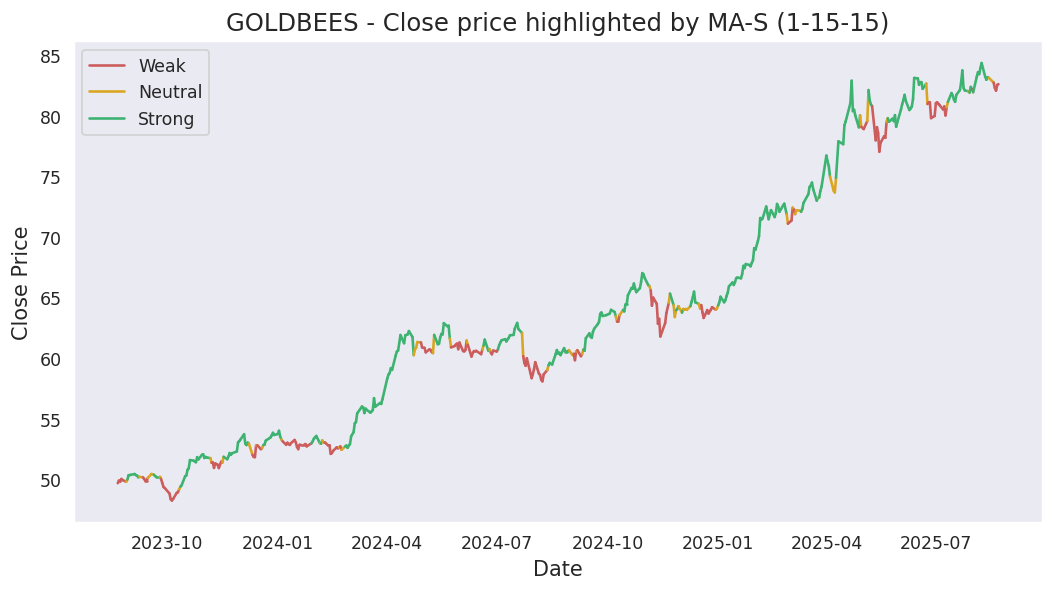 GOLDBEES - Close price highlighted by MA-S (1-15-15)
Weak
Neutral
Strong
85
80
75
70
65
60
55
50
Close Price
2023-10 2024-01 2024-04 2024-07 2024-10 2025-01 2025-04 2025-07
Date